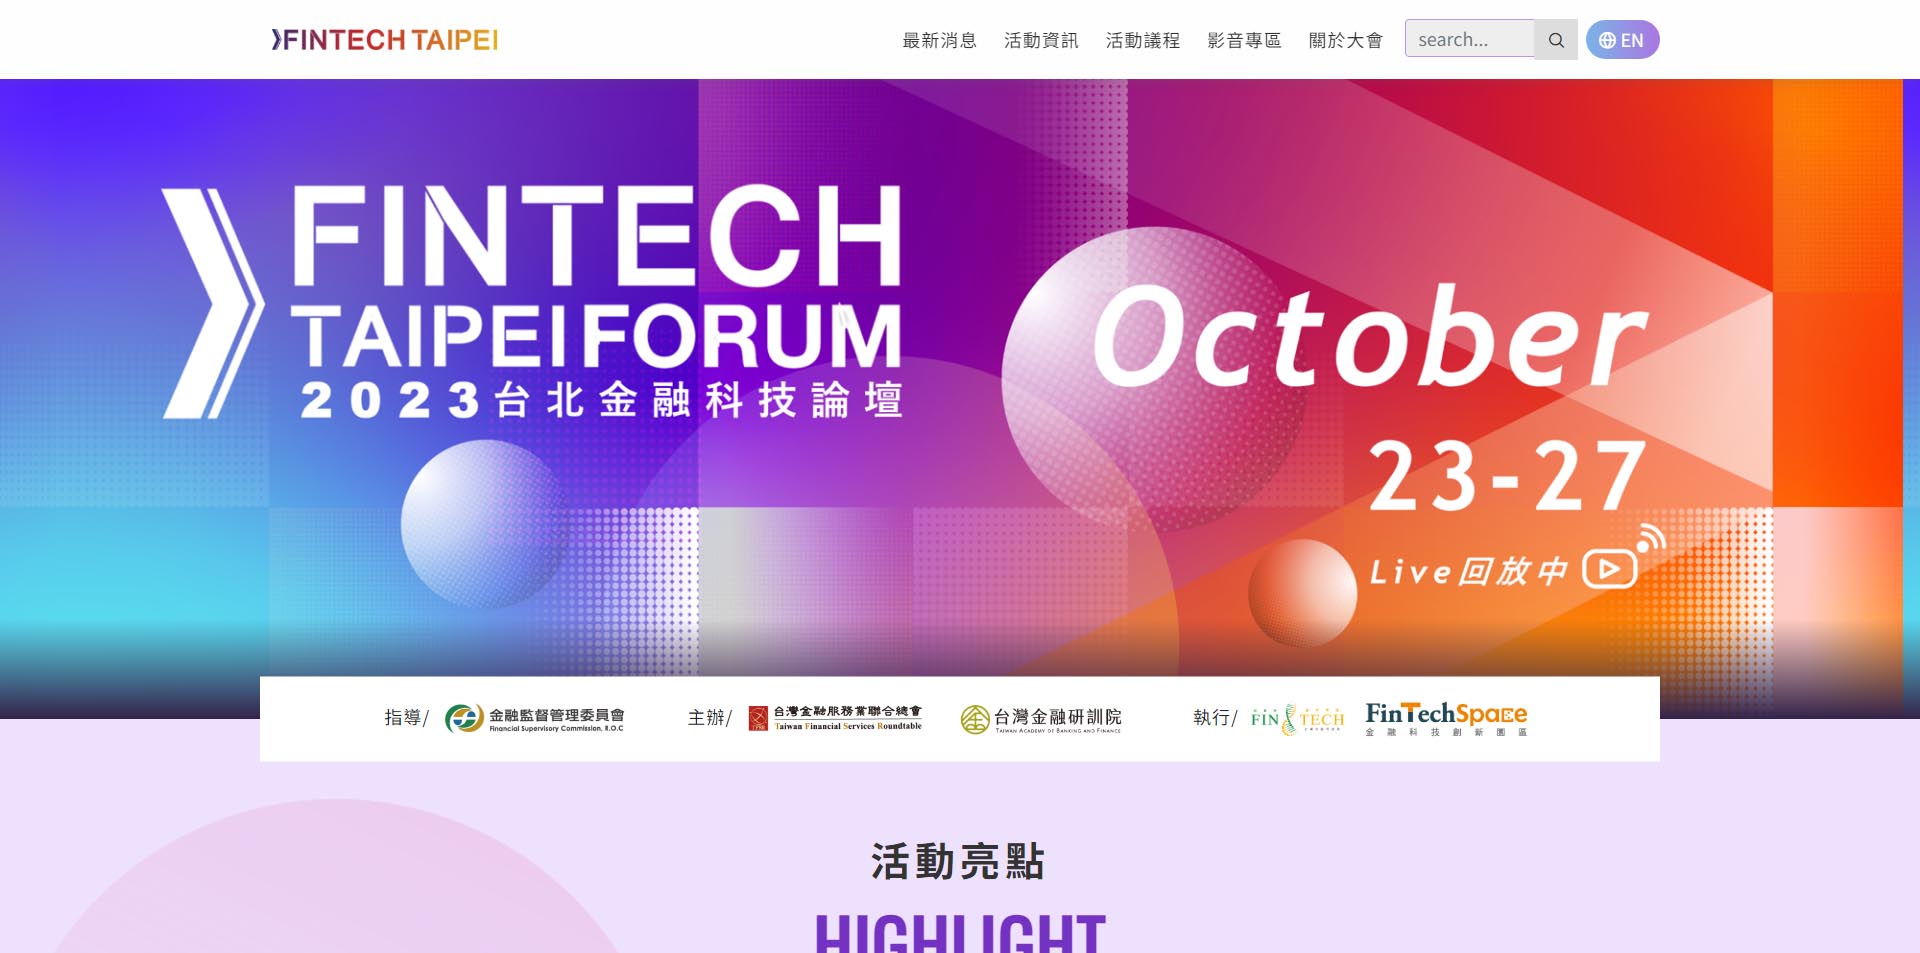 FINTECH TAIPEI
最新消息
活動資訊
活動議程
影音專區
關於大會
search...
EN
FINTECH
TAIPEI FORUM
2023台北金融科技論壇
October
23-27
Live回放中
指導/
金融監督管理委員會
Financial Supervisory Commission, R.O.C
主辦/
台灣金融服務業聯合總會
Taiwan Financial Services Roundtable
台灣金融研訓院
TAIWAN ACADEMY OF BANKING AND FINANCE
執行/
FINTECH
FinTechSpace
金融科技創新園區
活動亮點
HIGHLIGHT